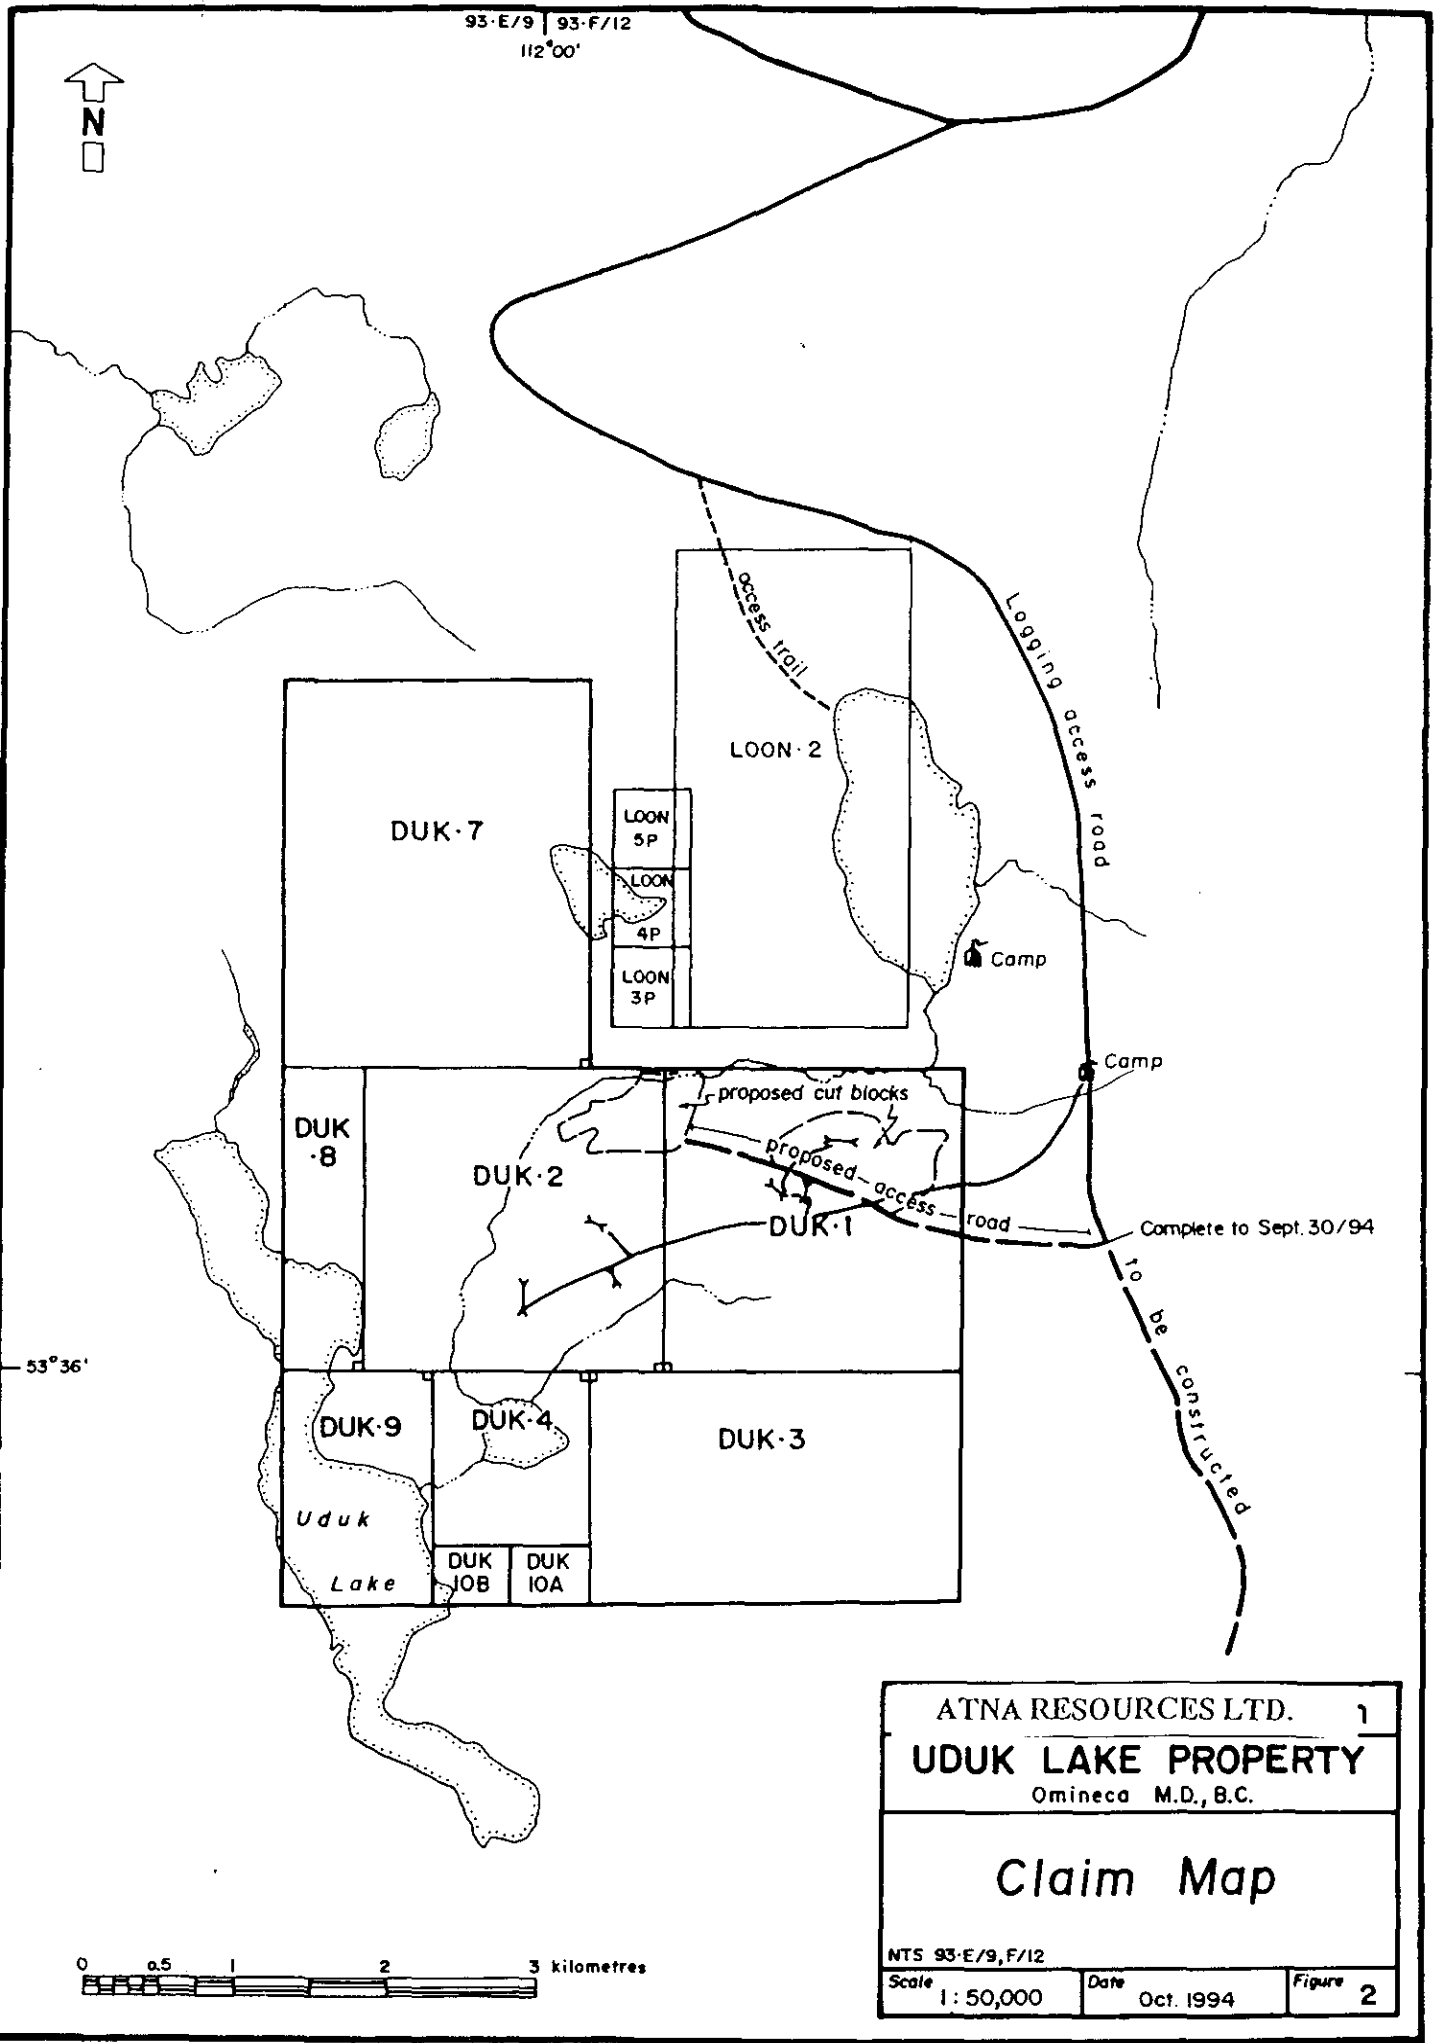 93-E/9 | 93-F/12
112°00'
N
access trail
Logging access road
LOON·2
DUK·7
LOON
5P
LOON
4P
LOON
3P
Camp
Camp
proposed cut blocks
DUK
·8
DUK·2
proposed access road
DUK·1
Complete to Sept. 30/94
to be constructed
53°36'
DUK·9
DUK·4
DUK·3
Uduk
Lake
DUK
10B
DUK
10A
ATNA RESOURCES LTD.
UDUK LAKE PROPERTY
Omineca M.D., B.C.
Claim Map
NTS 93-E/9, F/12
Scale
1:50,000
Date
Oct. 1994
Figure
2
0 0.5 1 2 3 kilometres